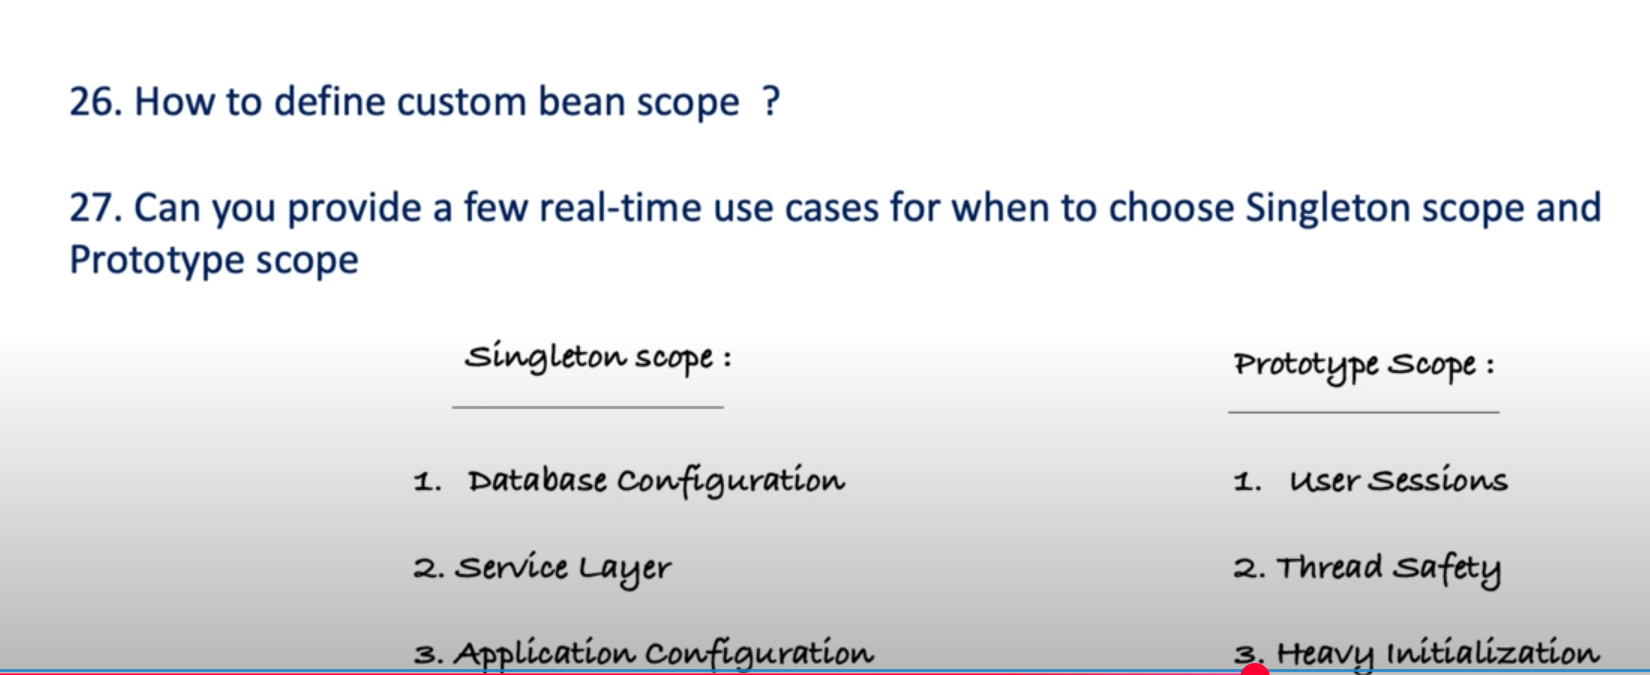 26. How to define custom bean scope ?
27. Can you provide a few real-time use cases for when to choose Singleton scope and
Prototype scope
Singleton scope :
1. Database Configuration
2. Service Layer
3. Application Configuration
Prototype Scope :
1. User Sessions
2. Thread Safety
3. Heavy Initialization